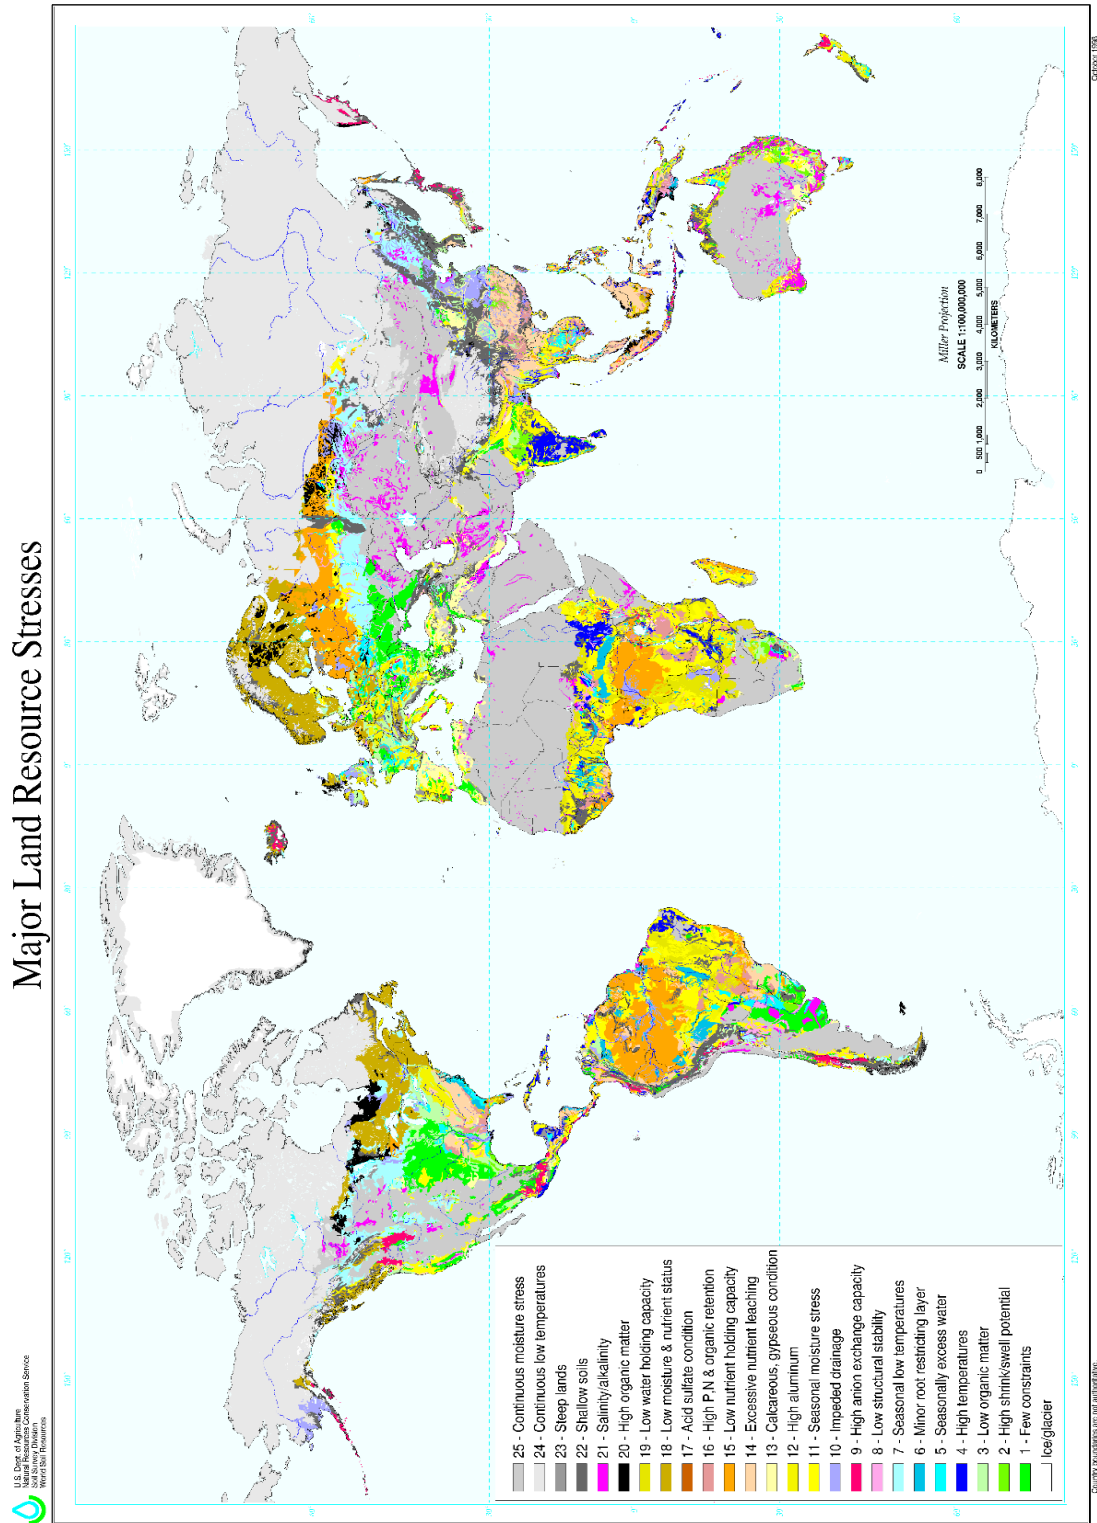 Major Land Resource Stresses
U.S. Dept. of Agriculture
Natural Resources Conservation Service
Soil Survey Division
World Soil Resources
Miller Projection
SCALE 1:100,000,000
0 500 1,000 2,000 3,000 4,000 5,000 6,000 7,000 8,000
KILOMETERS
25 - Continuous moisture stress
24 - Continuous low temperatures
23 - Steep lands
22 - Shallow soils
21 - Salinity/alkalinity
20 - High organic matter
19 - Low water holding capacity
18 - Low moisture & nutrient status
17 - Acid sulfate condition
16 - High P,N & organic retention
15 - Low nutrient holding capacity
14 - Excessive nutrient leaching
13 - Calcareous, gypseous condition
12 - High aluminum
11 - Seasonal moisture stress
10 - Impeded drainage
9 - High anion exchange capacity
8 - Low structural stability
7 - Seasonal low temperatures
6 - Minor root restricting layer
5 - Seasonally excess water
4 - High temperatures
3 - Low organic matter
2 - High shrink/swell potential
1 - Few constraints
Ice/glacier
Country boundaries are not authoritative.
October 1998